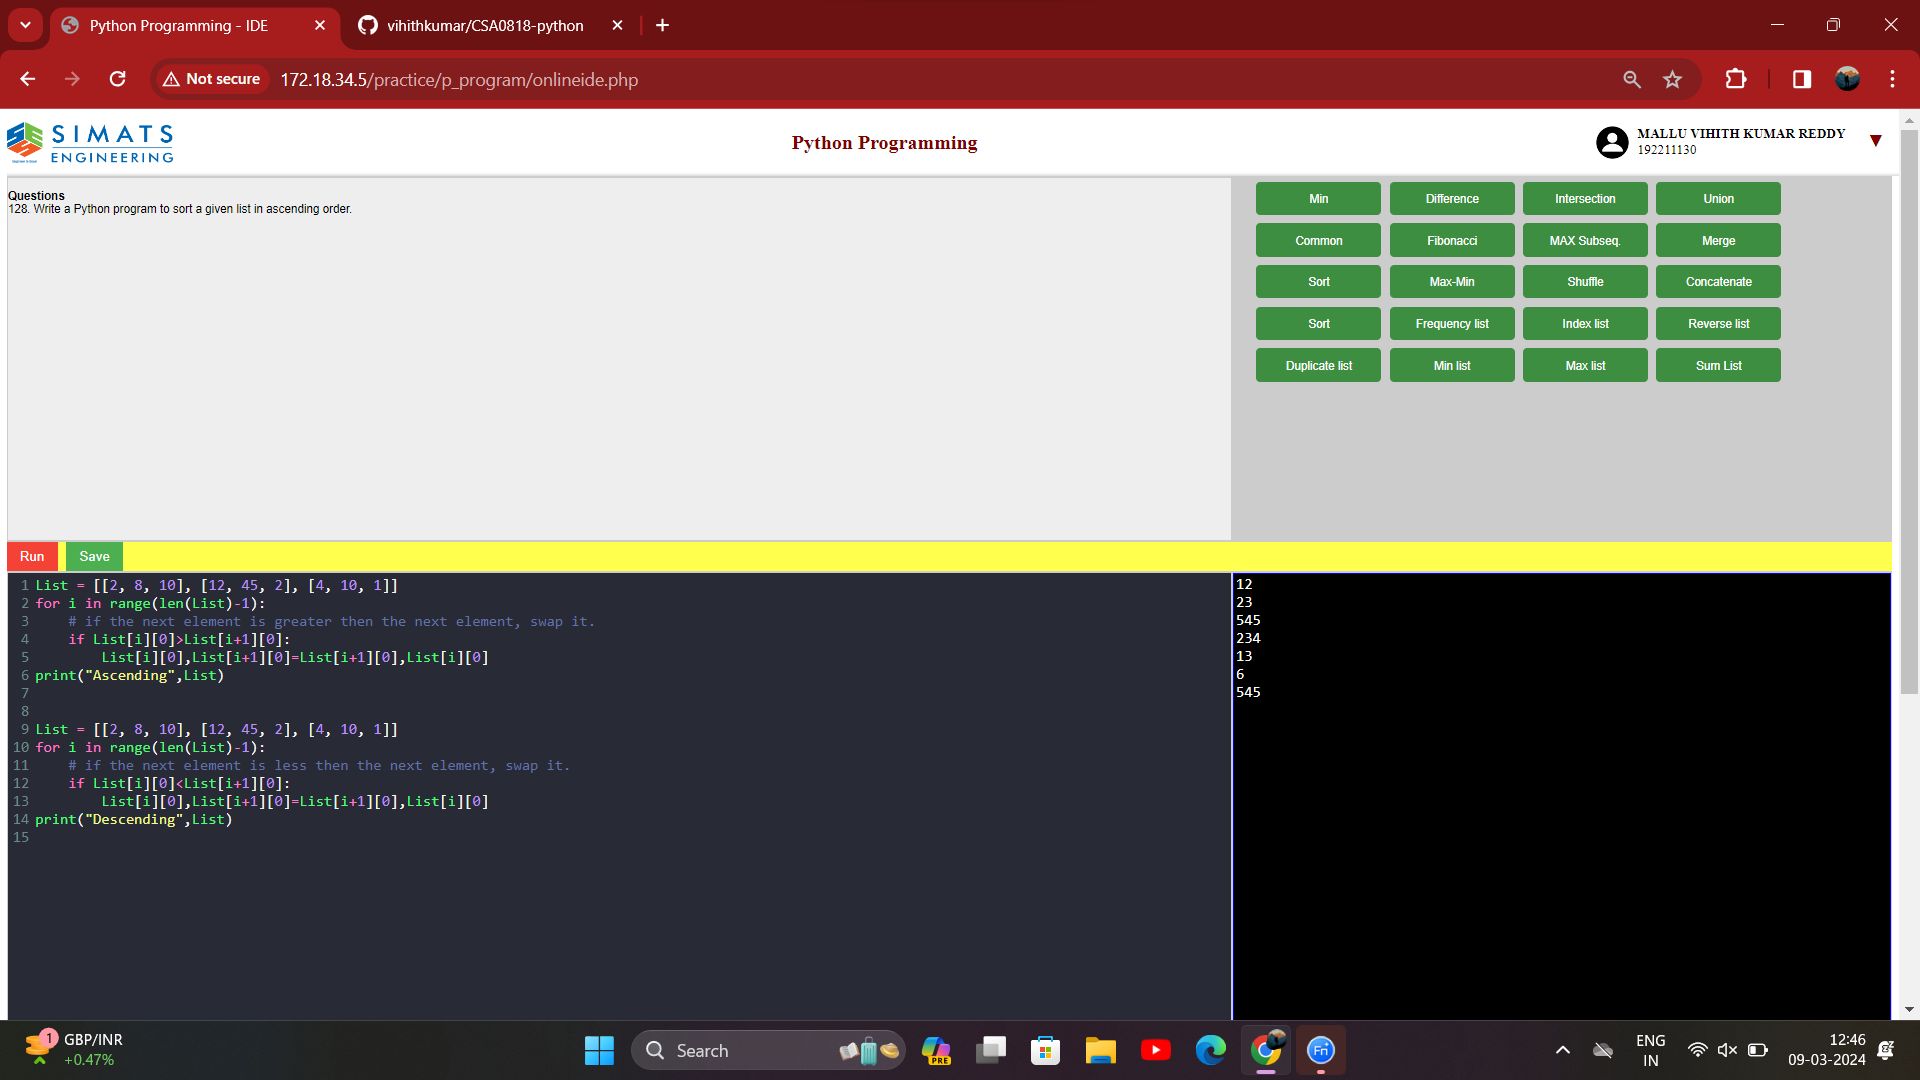 Python Programming - IDE
vihithkumar/CSA0818-python
Not secure
172.18.34.5/practice/p_program/onlineide.php
SIMATS
ENGINEERING
Python Programming
MALLU VIHITH KUMAR REDDY
192211130
Questions
128. Write a Python program to sort a given list in ascending order.
Min Difference Intersection Union
Common Fibonacci MAX Subseq. Merge
Sort Max-Min Shuffle Concatenate
Sort Frequency list Index list Reverse list
Duplicate list Min list Max list Sum List
Run Save
1 List = [[2, 8, 10], [12, 45, 2], [4, 10, 1]]
2 for i in range(len(List)-1):
3     # if the next element is greater then the next element, swap it.
4     if List[i][0]>List[i+1][0]:
5         List[i][0],List[i+1][0]=List[i+1][0],List[i][0]
6 print("Ascending",List)
7
8
9 List = [[2, 8, 10], [12, 45, 2], [4, 10, 1]]
10 for i in range(len(List)-1):
11     # if the next element is less then the next element, swap it.
12     if List[i][0]<List[i+1][0]:
13         List[i][0],List[i+1][0]=List[i+1][0],List[i][0]
14 print("Descending",List)
15
12
23
545
234
13
6
545
1
GBP/INR
+0.47%
Search
PRE
Fri
ENG
IN
12:46
09-03-2024